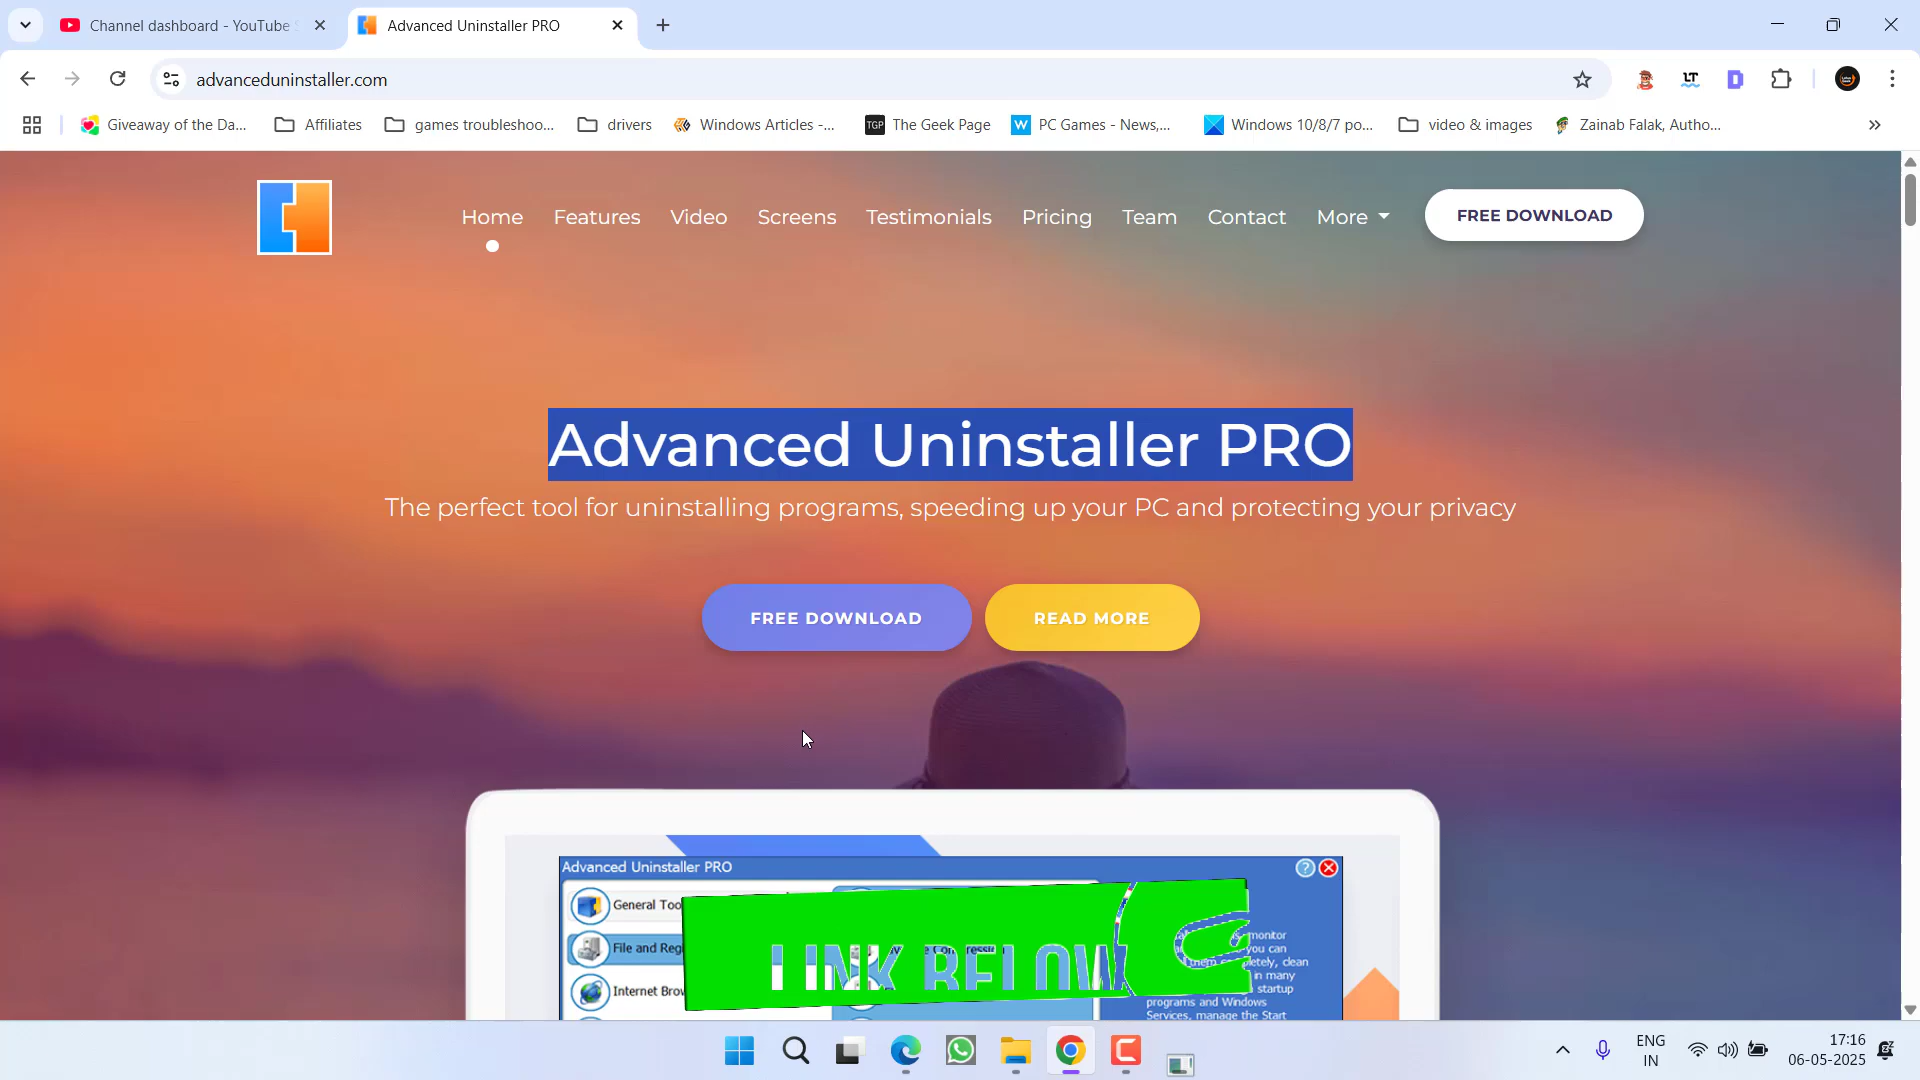 Channel dashboard - YouTube S
Advanced Uninstaller PRO
advanceduninstaller.com
LT
Giveaway of the Da...
Affiliates
games troubleshoo...
drivers
Windows Articles -...
TGP
The Geek Page
W
PC Games - News,...
Windows 10/8/7 po...
video & images
Zainab Falak, Autho...
Home
Features
Video
Screens
Testimonials
Pricing
Team
Contact
More
FREE DOWNLOAD
Advanced Uninstaller PRO
The perfect tool for uninstalling programs, speeding up your PC and protecting your privacy
FREE DOWNLOAD
READ MORE
Advanced Uninstaller PRO
General Too
File and Reg
Internet Brow
LINK BELOW
monitor
you can
etely, clean
in many
startup
programs and Windows
Services, manage the Start
ENG
IN
17:16
06-05-2025